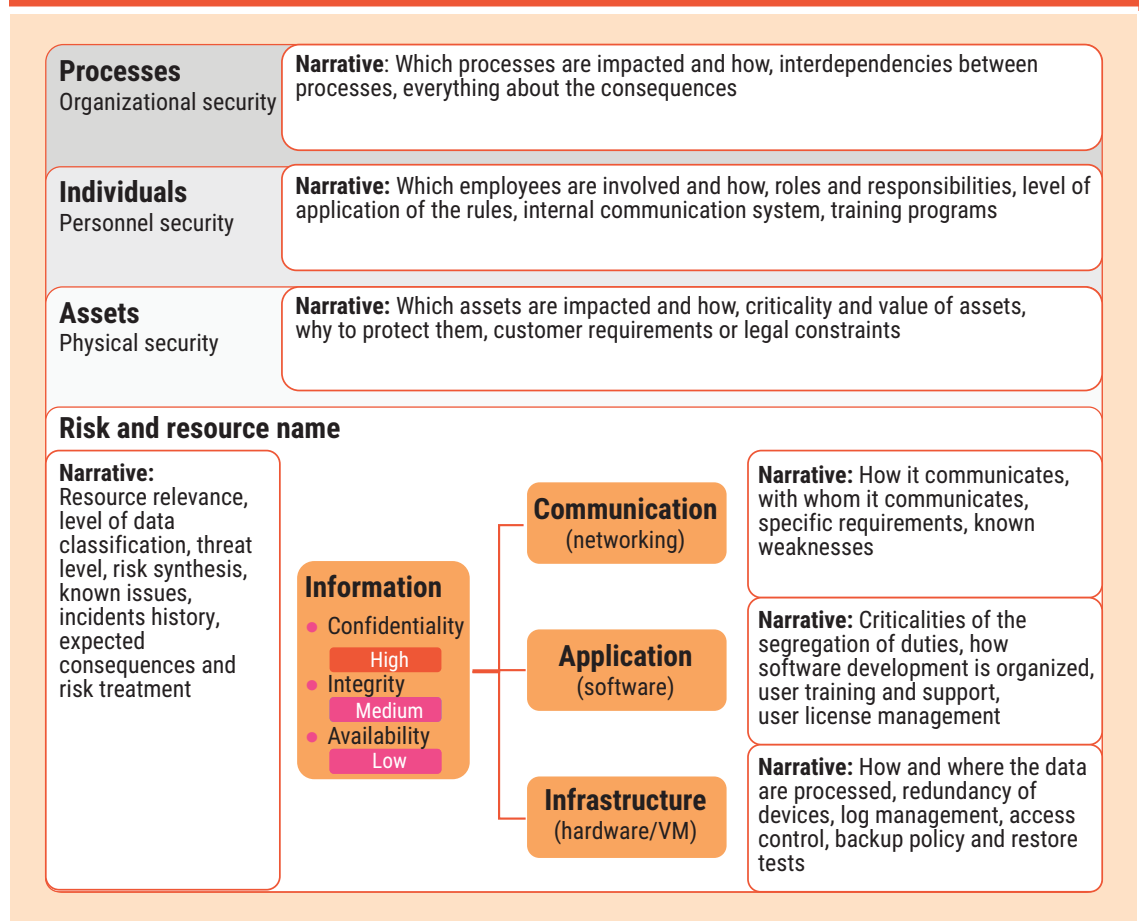 Processes
Organizational security
Narrative: Which processes are impacted and how, interdependencies between
processes, everything about the consequences
Individuals
Personnel security
Narrative: Which employees are involved and how, roles and responsibilities, level of
application of the rules, internal communication system, training programs
Assets
Physical security
Narrative: Which assets are impacted and how, criticality and value of assets,
why to protect them, customer requirements or legal constraints
Risk and resource name
Narrative:
Resource relevance,
level of data
classification, threat
level, risk synthesis,
known issues,
incidents history,
expected
consequences and
risk treatment
Information
• Confidentiality
High
• Integrity
Medium
• Availability
Low
Communication
(networking)
Application
(software)
Infrastructure
(hardware/VM)
Narrative: How it communicates,
with whom it communicates,
specific requirements, known
weaknesses
Narrative: Criticalities of the
segregation of duties, how
software development is organized,
user training and support,
user license management
Narrative: How and where the data
are processed, redundancy of
devices, log management, access
control, backup policy and restore
tests